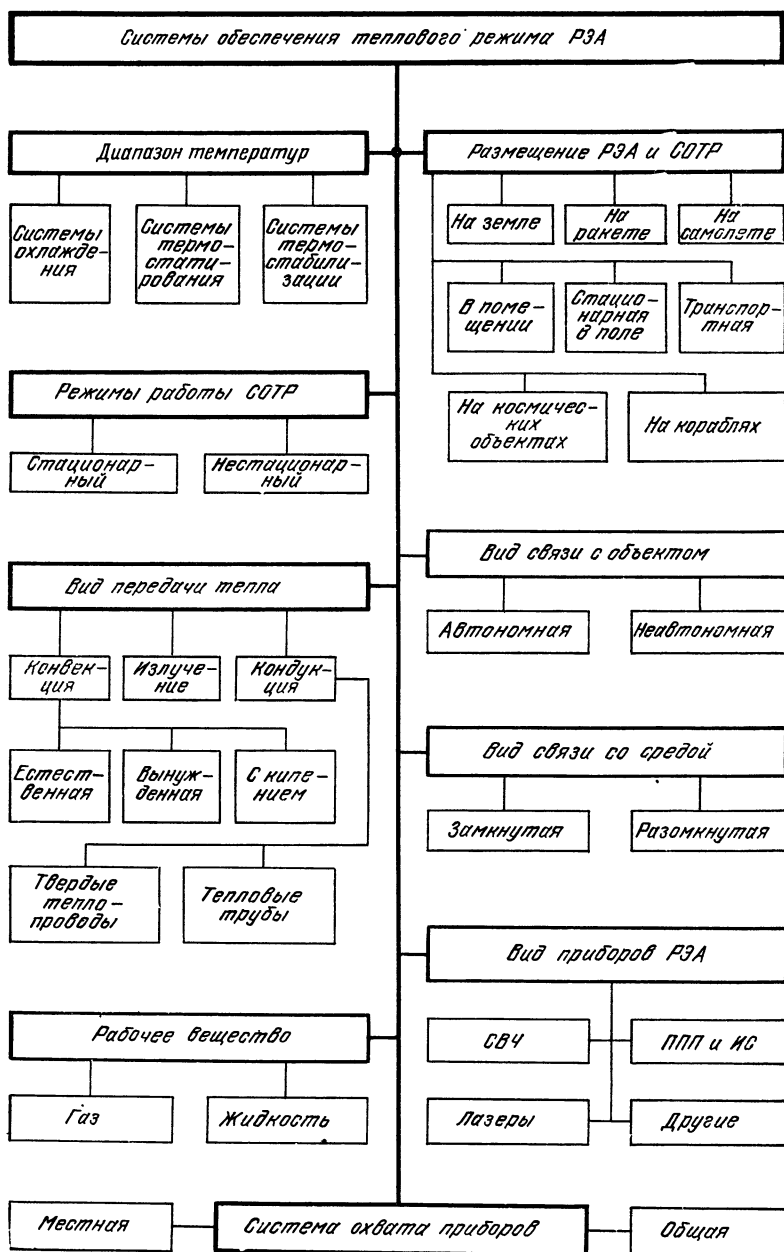 Системы обеспечения теплового режима РЭА
Диапазон температур
Системы
охлажде-
ния
Системы
термо-
стати-
рования
Системы
термо-
стабили-
зации
Размещение РЭА и СОТР
На земле
На
ракете
На
самолете
В поме-
щении
Стацио-
нарная
в поле
Транспор-
тная
На космичес-
ких
объектах
На кораблях
Режимы работы СОТР
Стационар-
ный
Нестационар-
ный
Вид связи с объектом
Автономная
Неавтономная
Вид передачи тепла
Конвек-
ция
Излуче-
ние
Кондук-
ция
Естест-
венная
Вынуж-
денная
С кипе-
нием
Твердые
тепло-
проводы
Тепловые
трубы
Вид связи со средой
Замкнутая
Разомкнутая
Вид приборов РЭА
СВЧ
ППП и ИС
Лазеры
Другие
Рабочее вещество
Газ
Жидкость
Местная
Система охвата приборов
Общая